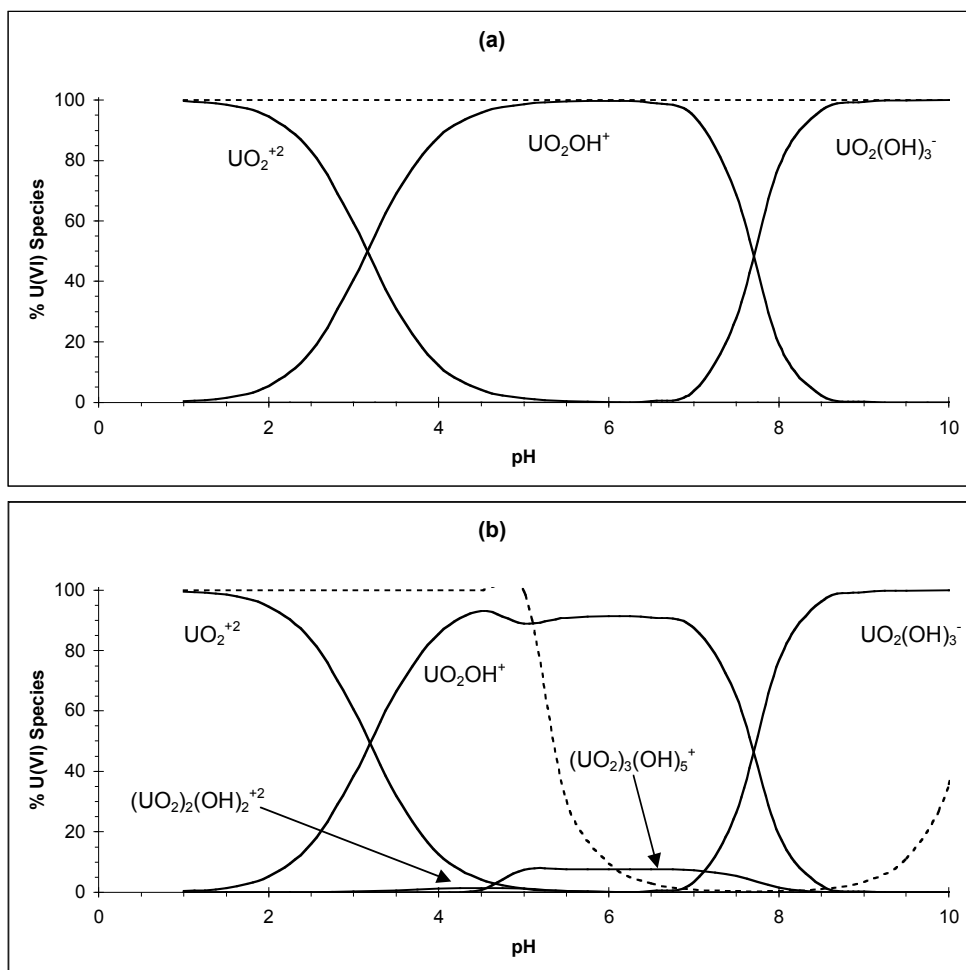 (a)
% U(VI) Species
100
80
60
40
20
0
UO₂⁺²
UO₂OH⁺
UO₂(OH)₃⁻
0 2 4 6 8 10
pH
(b)
% U(VI) Species
100
80
60
40
20
0
UO₂⁺²
UO₂OH⁺
UO₂(OH)₃⁻
(UO₂)₃(OH)₅⁺
(UO₂)₂(OH)₂⁺²
0 2 4 6 8 10
pH